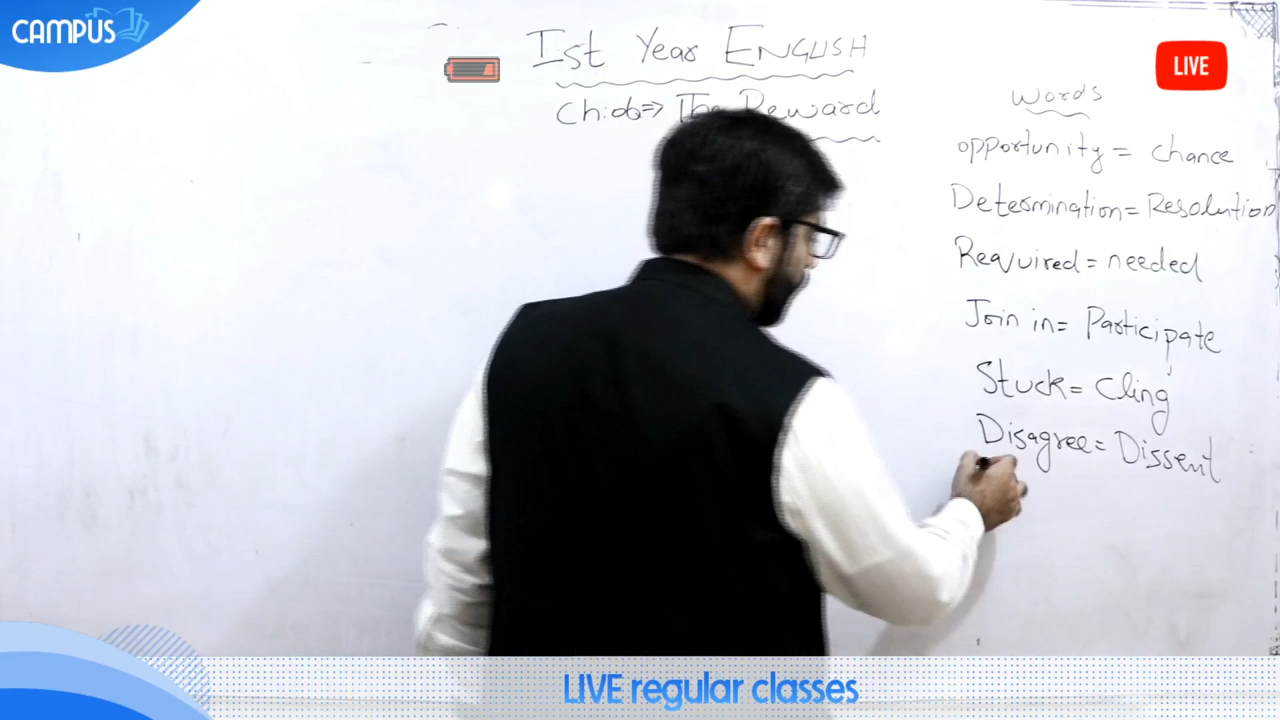 CAMPUS
Ist Year ENGLISH
LIVE
Ch:06⇒ The Reward
Words
opportunity = chance
Determination = Resolution
Required = needed
Join in = Participate
Stuck = Cling
Disagree = Dissent
LIVE regular classes